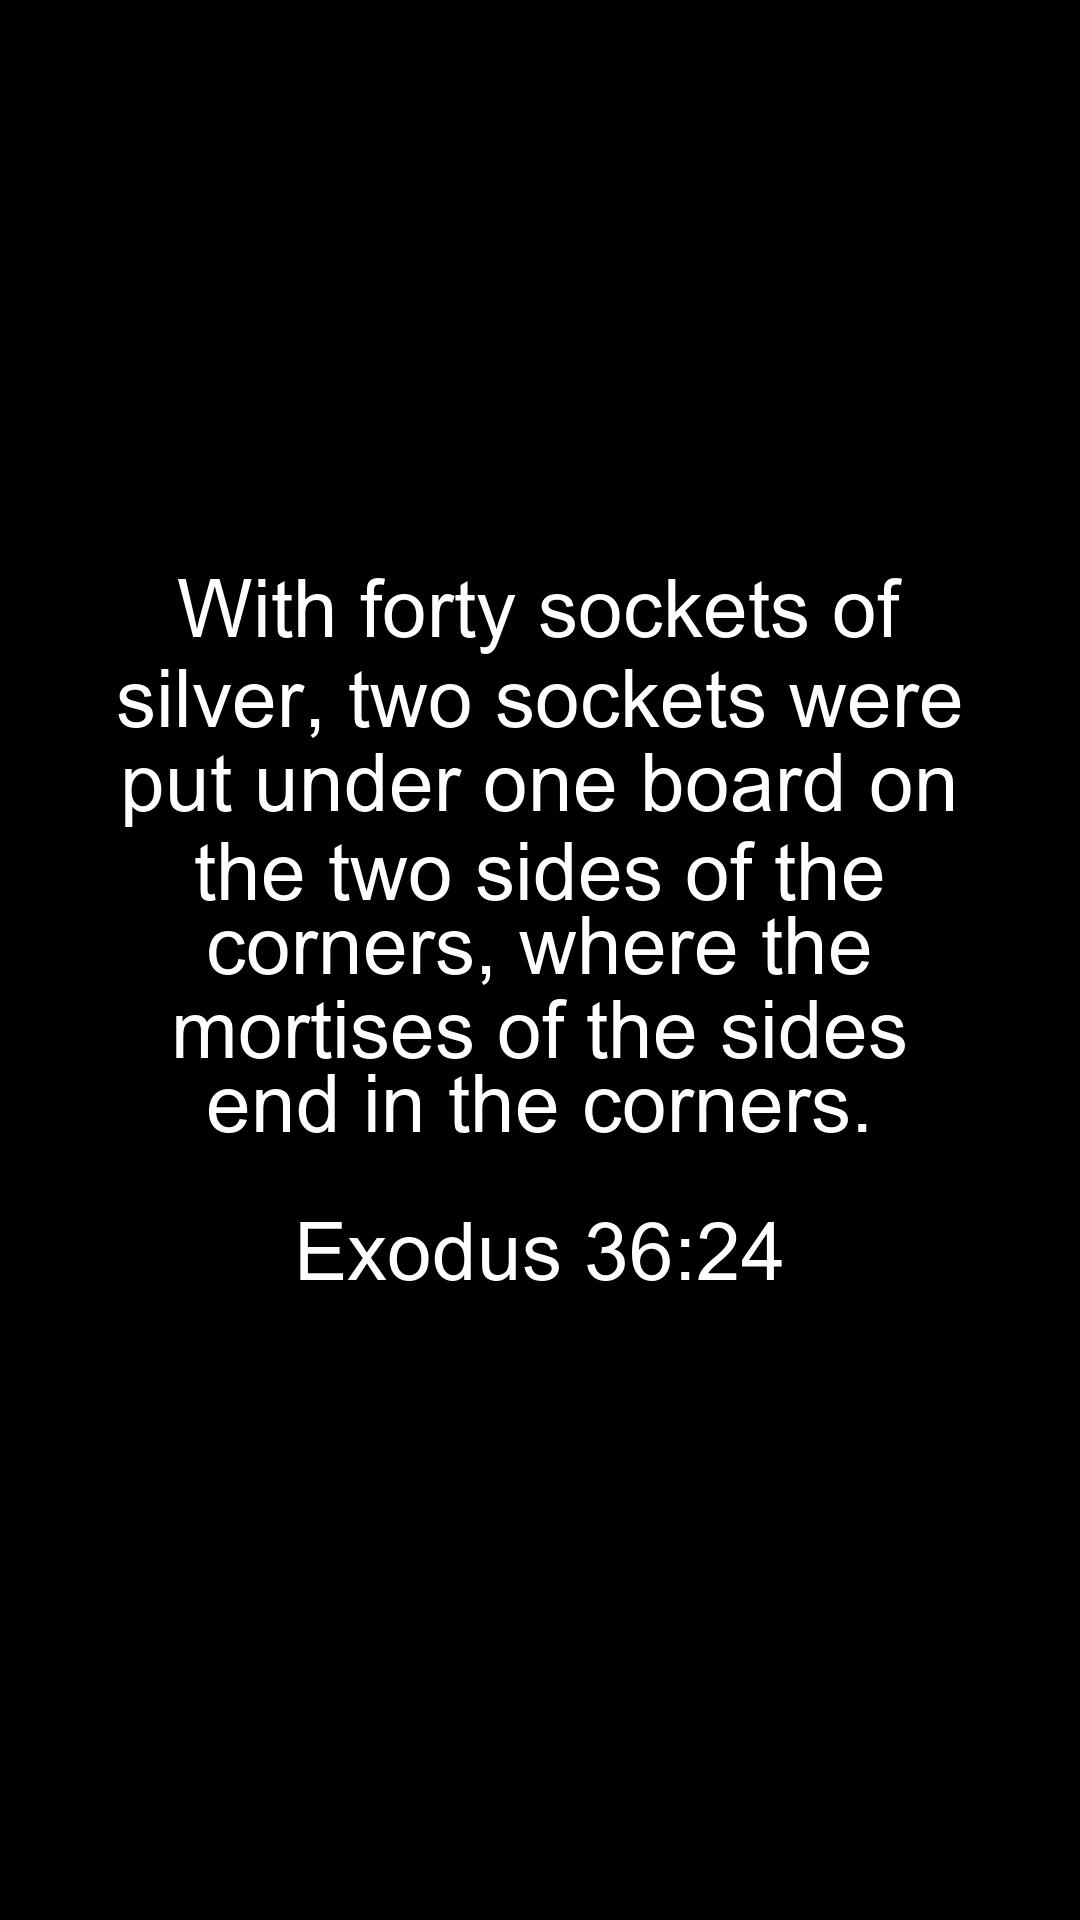 With forty sockets of
silver, two sockets were
put under one board on
the two sides of the
corners, where the
mortises of the sides
end in the corners.
Exodus 36:24